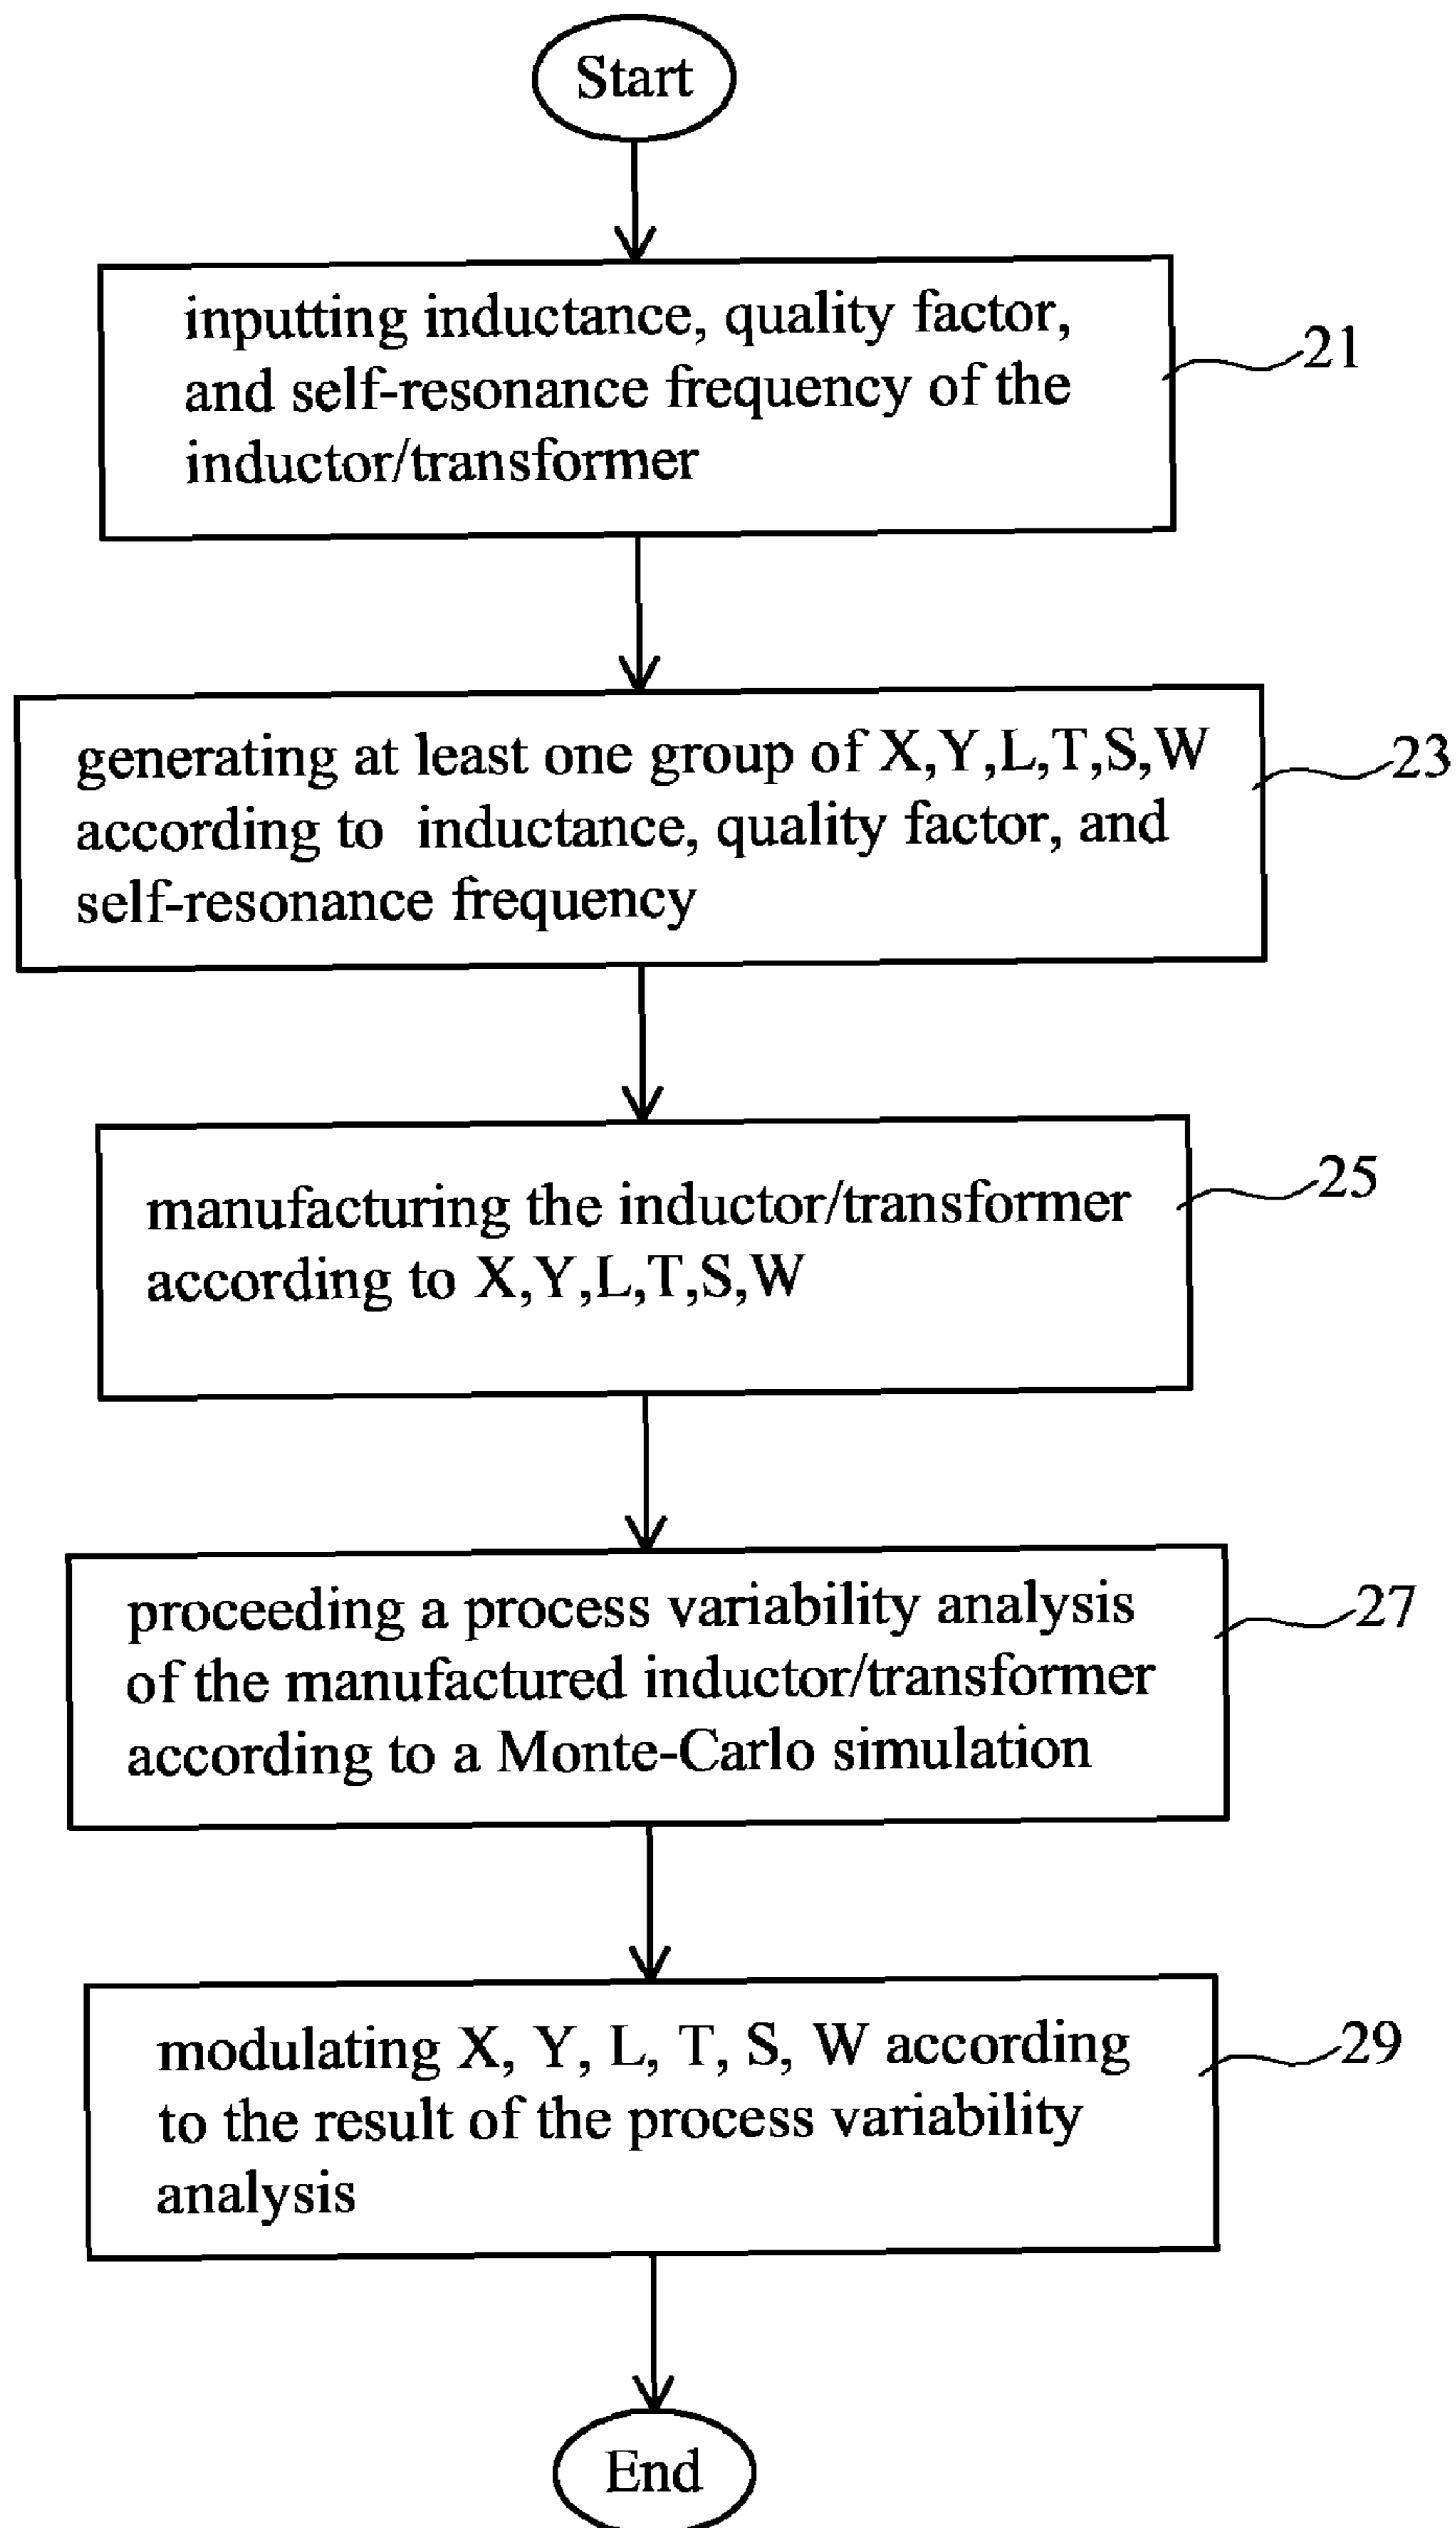 Start
inputting inductance, quality factor,
and self-resonance frequency of the
inductor/transformer
21
generating at least one group of X,Y,L,T,S,W
according to inductance, quality factor, and
self-resonance frequency
23
manufacturing the inductor/transformer
according to X,Y,L,T,S,W
25
proceeding a process variability analysis
of the manufactured inductor/transformer
according to a Monte-Carlo simulation
27
modulating X, Y, L, T, S, W according
to the result of the process variability
analysis
29
End